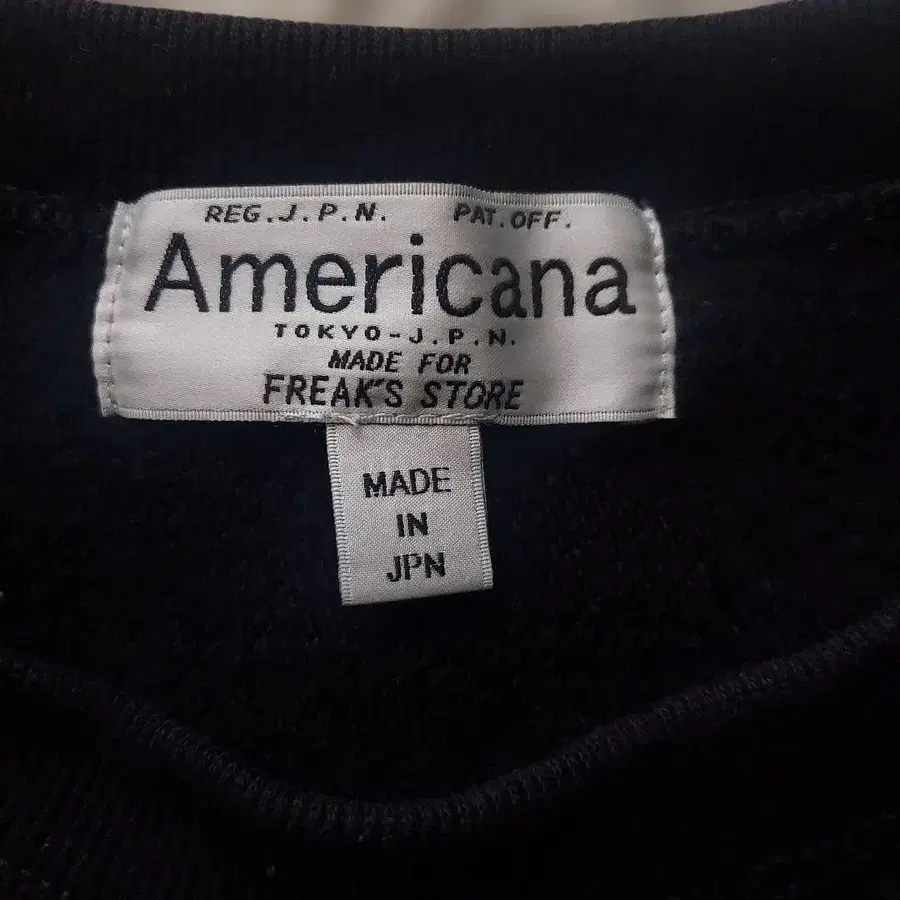 REG.J.P.N. PAT.OFF.
Americana
TOKYO-J.P.N.
MADE FOR
FREAK'S STORE
MADE
IN
JPN